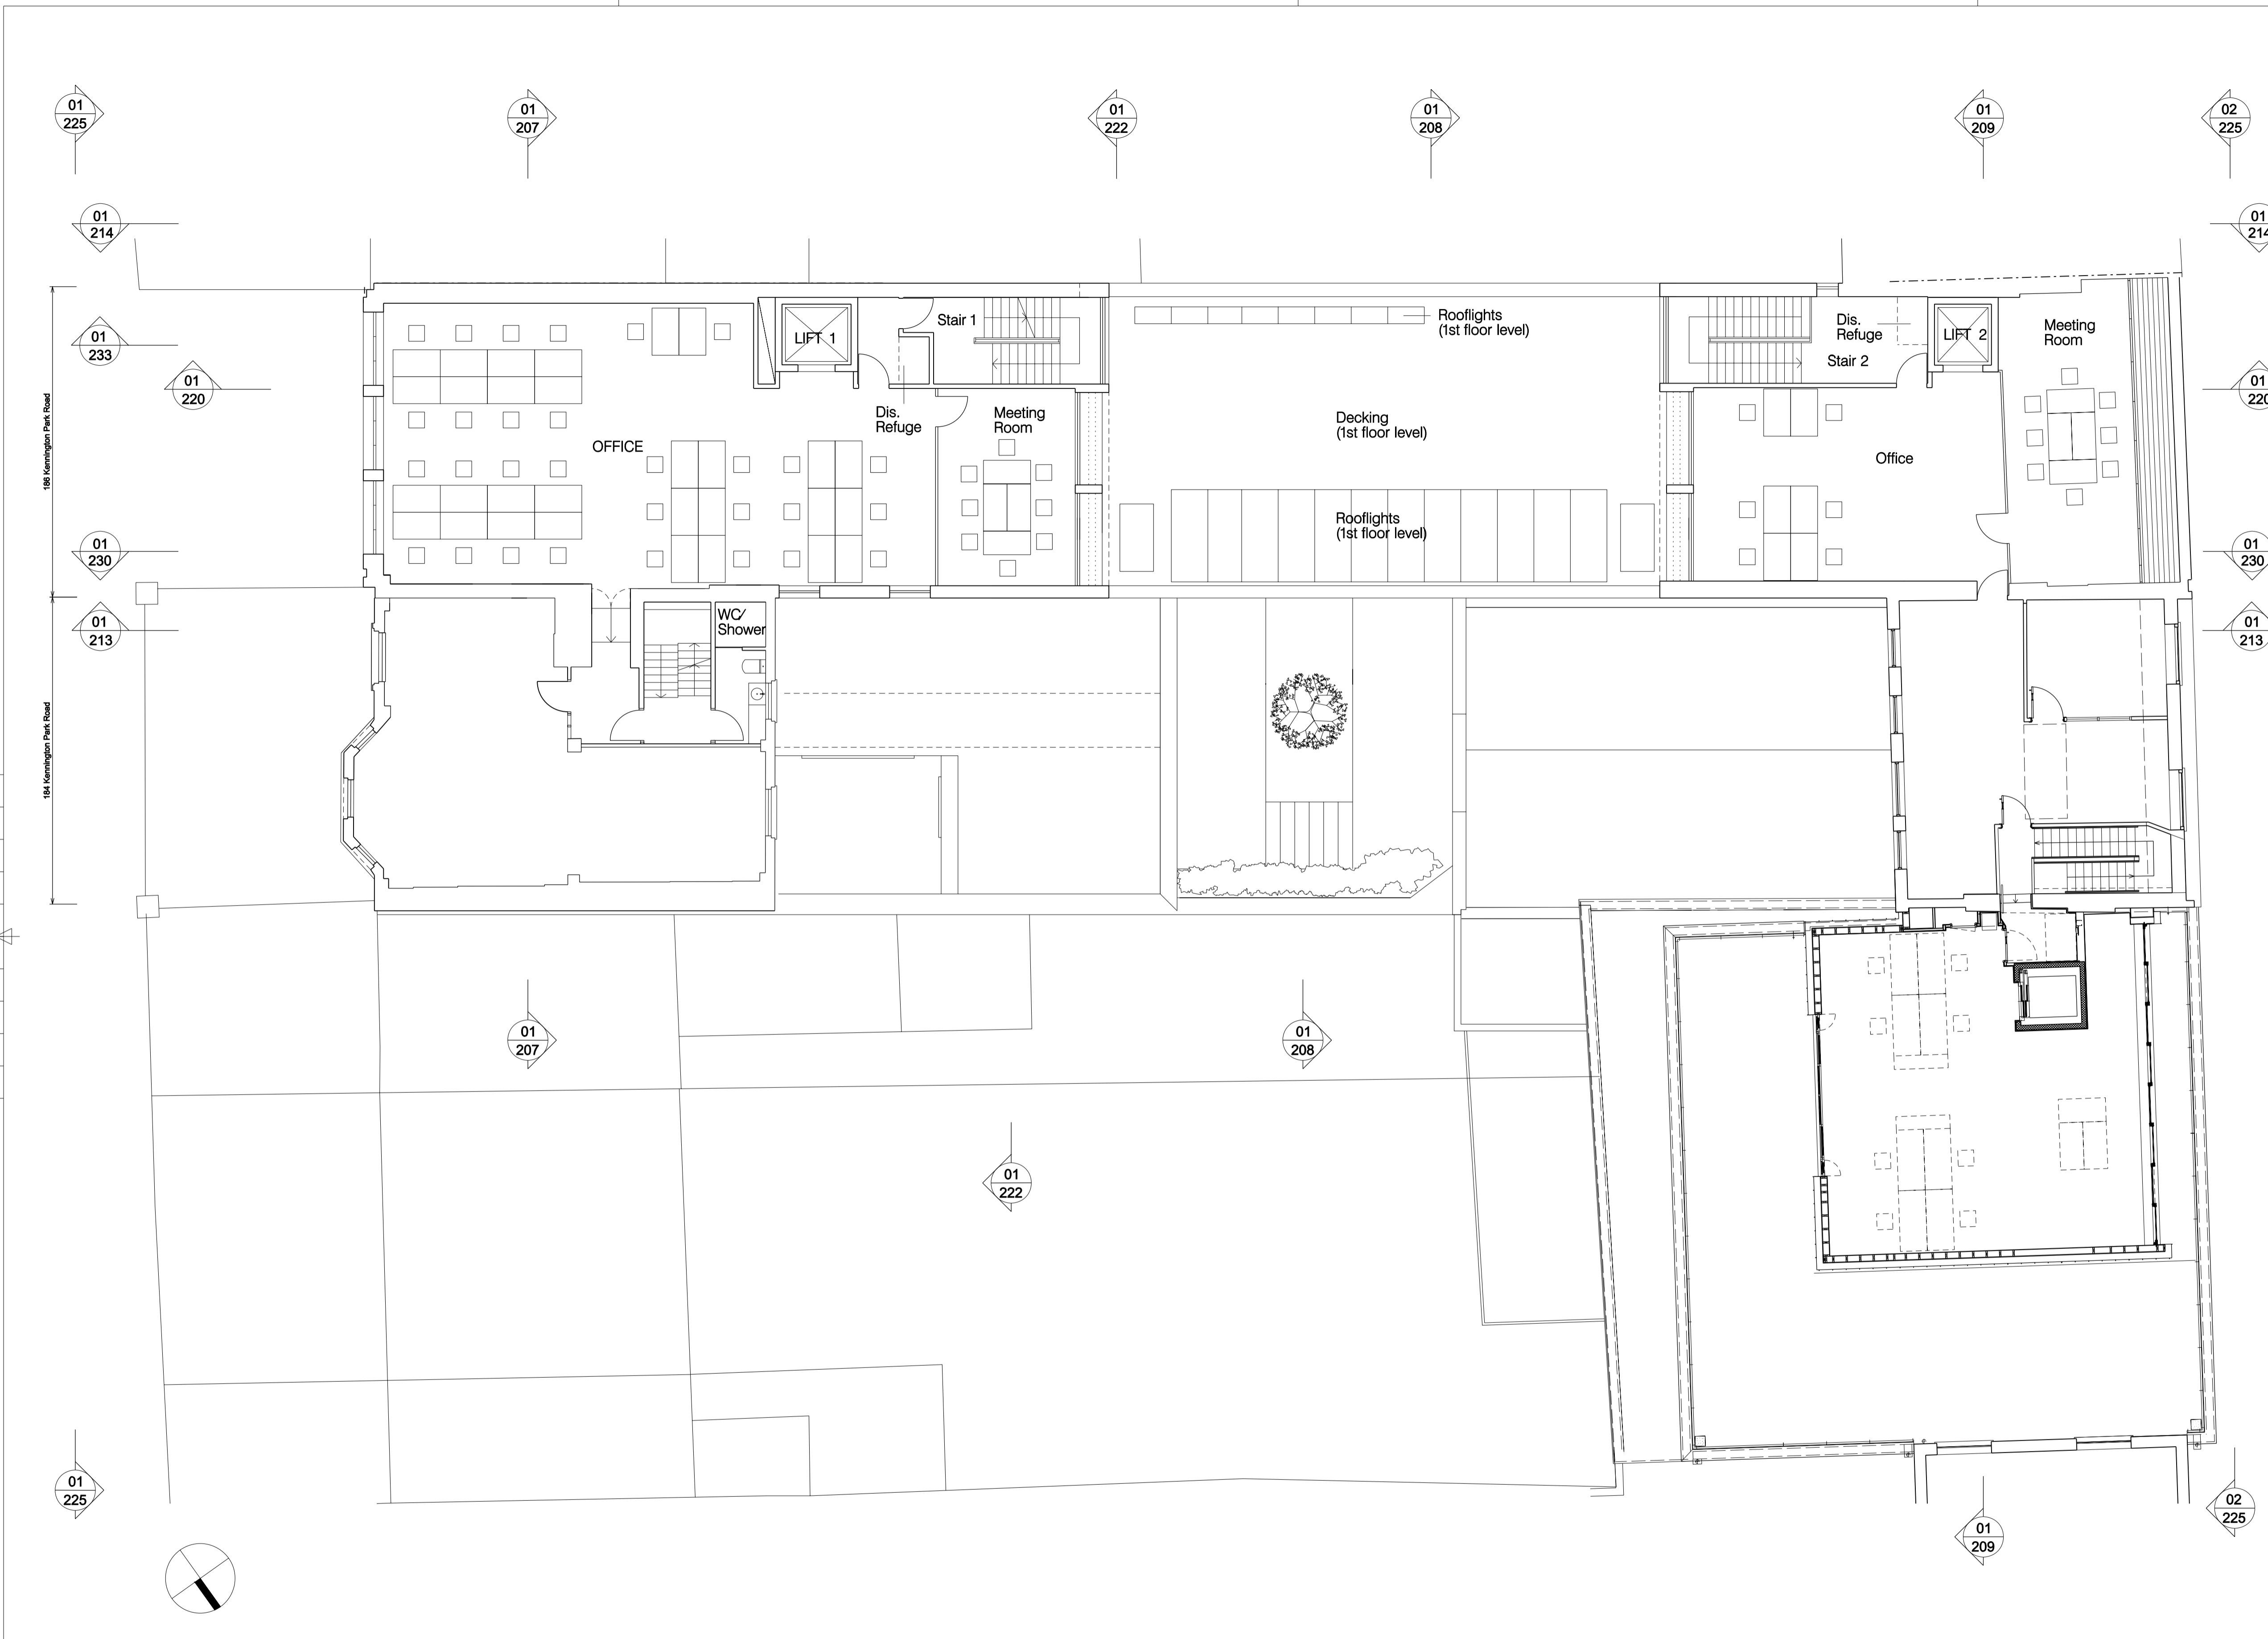 01
225
01
207
01
222
01
208
01
209
02
225
01
214
01
214
186 Kennington Park Road
01
233
01
220
LIFT 1
Stair 1
Rooflights
(1st floor level)
Dis.
Refuge
Stair 2
LIFT 2
Meeting
Room
01
220
OFFICE
Dis.
Refuge
Meeting
Room
Decking
(1st floor level)
Office
Rooflights
(1st floor level)
01
230
01
230
184 Kennington Park Road
01
213
WC/
Shower
01
213
01
207
01
208
01
222
01
225
02
225
01
209